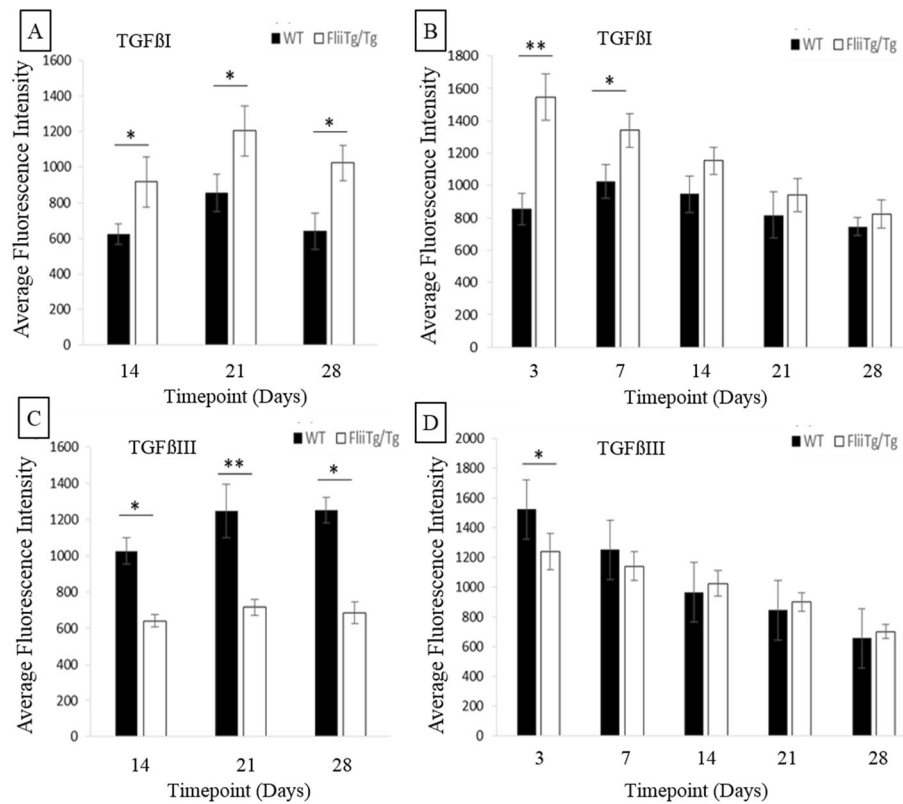 A
TGFßI
WT FliiTg/Tg
Average Fluorescence Intensity
1600
1400
1200
1000
800
600
400
200
0
*
*
*
14 21 28
Timepoint (Days)
B
TGFßI
WT FliiTg/Tg
Average Fluorescence Intensity
1800
1600
1400
1200
1000
800
600
400
200
0
**
*
3 7 14 21 28
Timepoint (Days)
C
TGFßIII
WT FliiTg/Tg
Average Fluorescence Intensity
1600
1400
1200
1000
800
600
400
200
0
*
**
*
14 21 28
Timepoint (Days)
D
TGFßIII
WT FliiTg/Tg
Average Fluorescence Intensity
2000
1800
1600
1400
1200
1000
800
600
400
200
0
*
3 7 14 21 28
Timepoint (Days)